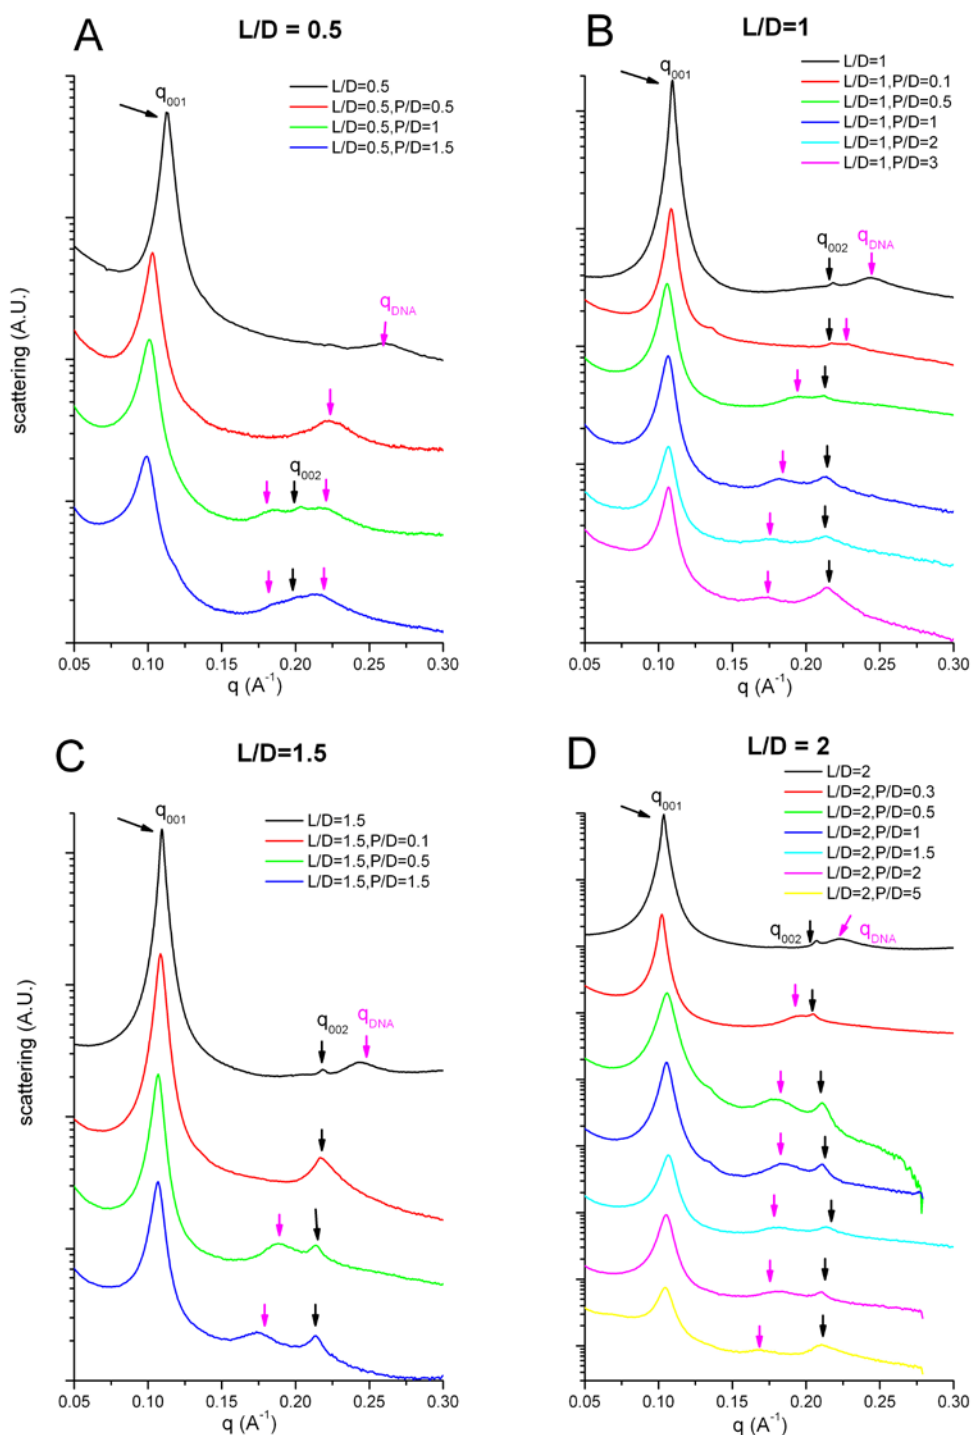 A
L/D = 0.5
q001
L/D=0.5
L/D=0.5,P/D=0.5
L/D=0.5,P/D=1
L/D=0.5,P/D=1.5
qDNA
q002
scattering (A.U.)
0.05 0.10 0.15 0.20 0.25 0.30
q (A-1)
B
L/D=1
q001
L/D=1
L/D=1,P/D=0.1
L/D=1,P/D=0.5
L/D=1,P/D=1
L/D=1,P/D=2
L/D=1,P/D=3
q002
qDNA
0.05 0.10 0.15 0.20 0.25 0.30
q (A-1)
C
L/D=1.5
q001
L/D=1.5
L/D=1.5,P/D=0.1
L/D=1.5,P/D=0.5
L/D=1.5,P/D=1.5
q002
qDNA
scattering (A.U.)
0.05 0.10 0.15 0.20 0.25 0.30
q (A-1)
D
L/D = 2
q001
L/D=2
L/D=2,P/D=0.3
L/D=2,P/D=0.5
L/D=2,P/D=1
L/D=2,P/D=1.5
L/D=2,P/D=2
L/D=2,P/D=5
q002
qDNA
0.05 0.10 0.15 0.20 0.25 0.30
q (A-1)